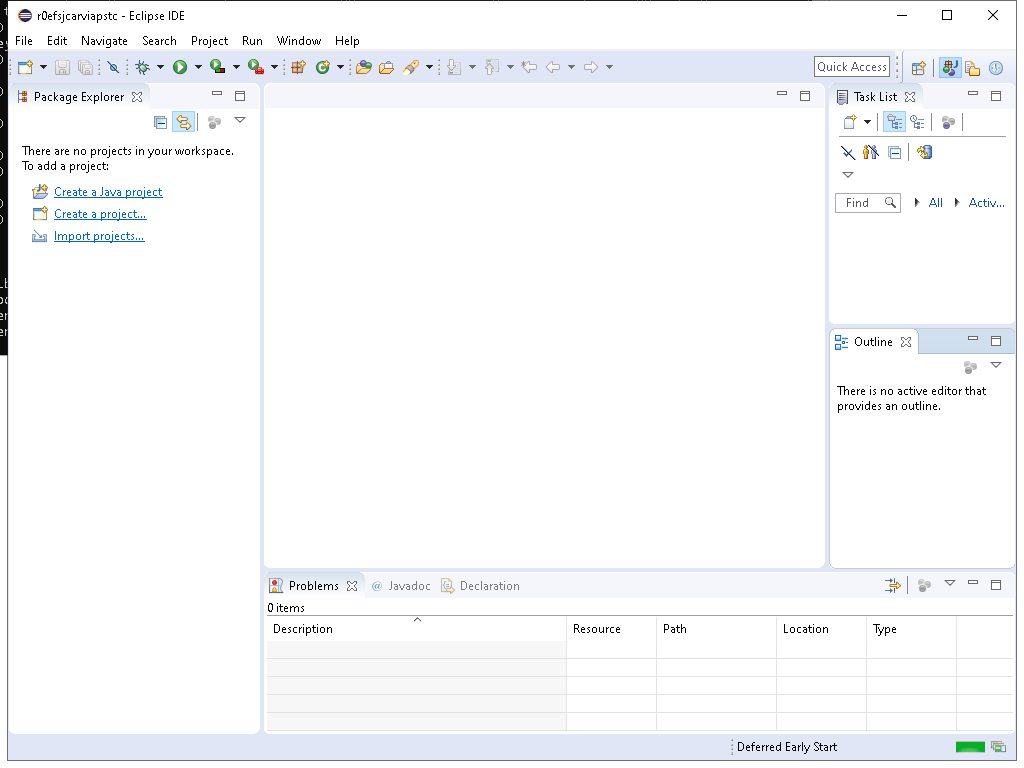 r0efsjcarviapstc - Eclipse IDE
File Edit Navigate Search Project Run Window Help
Quick Access
Package Explorer
There are no projects in your workspace.
To add a project:
Create a Java project
Create a project...
Import projects...
Task List
Find All Activ...
Outline
There is no active editor that
provides an outline.
Problems @ Javadoc Declaration
0 items
Description Resource Path Location Type
Deferred Early Start